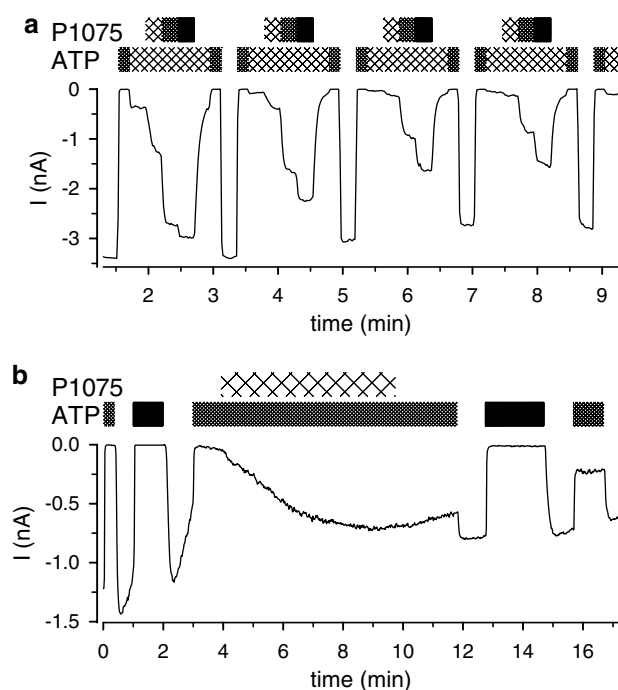 a
P1075
ATP
0
-1
-2
-3
I (nA)
2 3 4 5 6 7 8 9
time (min)
b
P1075
ATP
0.0
-0.5
-1.0
-1.5
I (nA)
0 2 4 6 8 10 12 14 16
time (min)